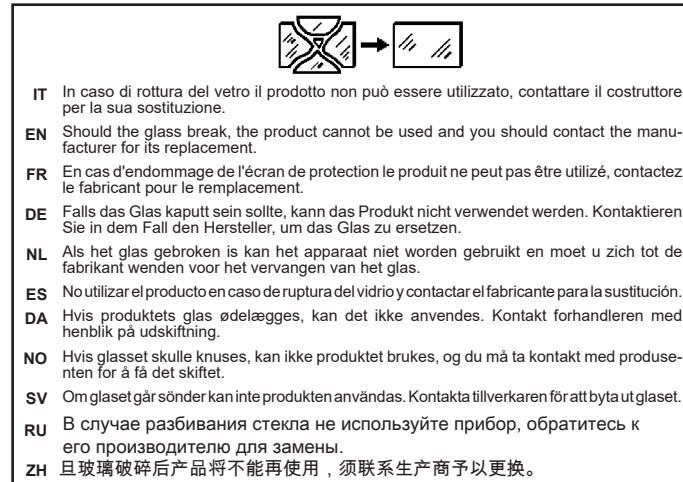 IT In caso di rottura del vetro il prodotto non può essere utilizzato, contattare il costruttore
per la sua sostituzione.
EN Should the glass break, the product cannot be used and you should contact the manu-
facturer for its replacement.
FR En cas d'endommage de l'écran de protection le produit ne peut pas être utilizé, contactez
le fabricant pour le remplacement.
DE Falls das Glas kaputt sein sollte, kann das Produkt nicht verwendet werden. Kontaktieren
Sie in dem Fall den Hersteller, um das Glas zu ersetzen.
NL Als het glas gebroken is kan het apparaat niet worden gebruikt en moet u zich tot de
fabrikant wenden voor het vervangen van het glas.
ES No utilizar el producto en caso de ruptura del vidrio y contactar el fabricante para la sustitución.
DA Hvis produktets glas ødelægges, kan det ikke anvendes. Kontakt forhandleren med
henblik på udskiftning.
NO Hvis glasset skulle knuses, kan ikke produktet brukes, og du må ta kontakt med produse-
nten for å få det skiftet.
SV Om glaset går sönder kan inte produkten användas. Kontakta tillverkaren för att byta ut glaset.
RU В случае разбивания стекла не используйте прибор, обратитесь к
его производителю для замены.
ZH 旦玻璃破碎后产品将不能再使用，须联系生产商予以更换。